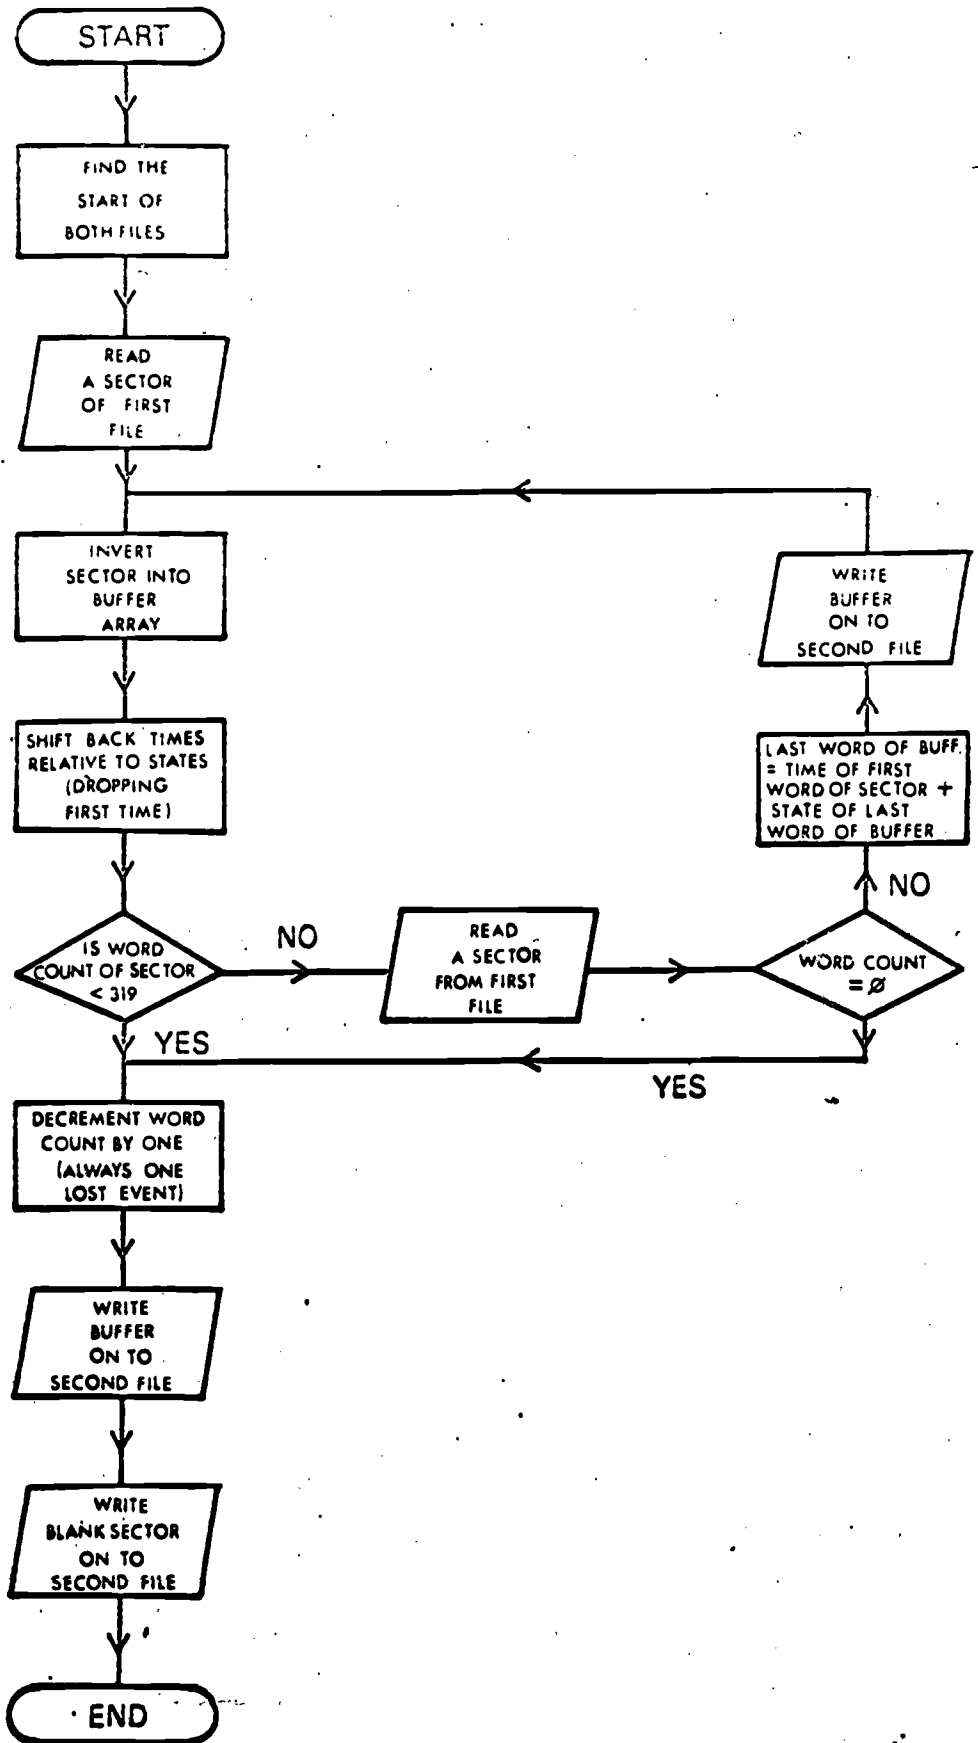 START
FIND THE
START OF
BOTH FILES
READ
A SECTOR
OF FIRST
FILE
INVERT
SECTOR INTO
BUFFER
ARRAY
SHIFT BACK TIMES
RELATIVE TO STATES
(DROPPING
FIRST TIME)
IS WORD
COUNT OF SECTOR
< 319
NO
READ
A SECTOR
FROM FIRST
FILE
WORD COUNT
= Ø
NO
LAST WORD OF BUFF.
= TIME OF FIRST
WORD OF SECTOR +
STATE OF LAST
WORD OF BUFFER
WRITE
BUFFER
ON TO
SECOND FILE
YES
YES
DECREMENT WORD
COUNT BY ONE
(ALWAYS ONE
LOST EVENT)
WRITE
BUFFER
ON TO
SECOND FILE
WRITE
BLANK SECTOR
ON TO
SECOND FILE
END